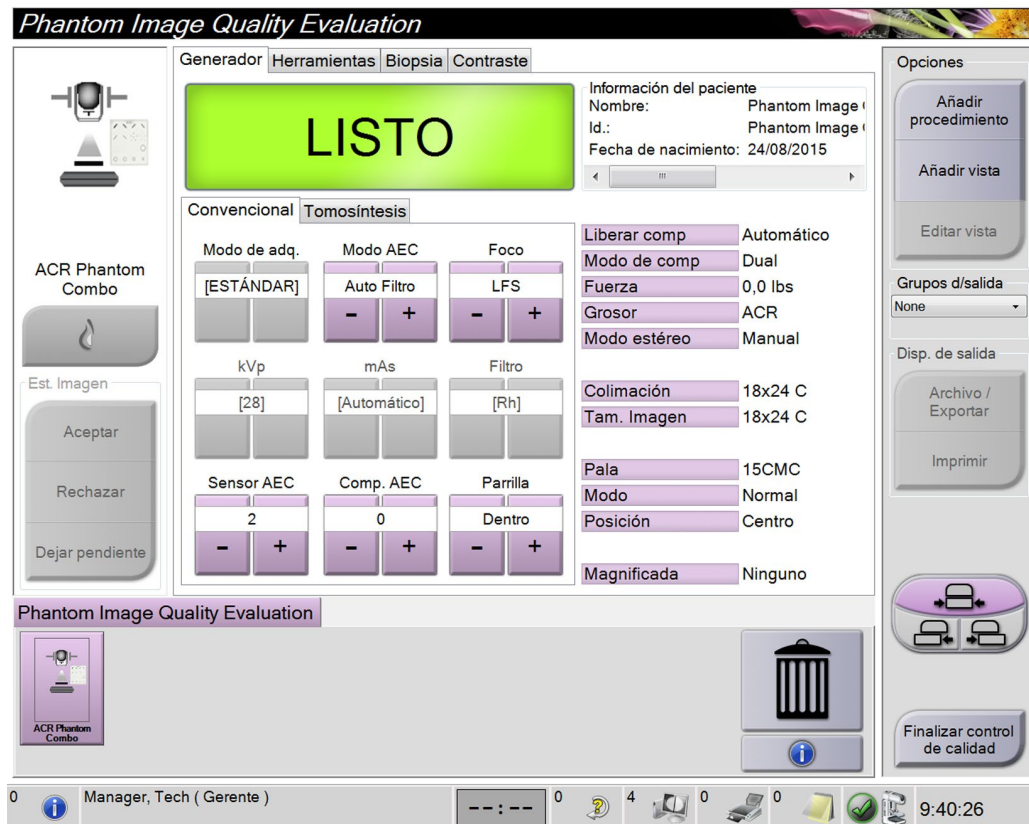 Phantom Image Quality Evaluation
Generador Herramientas Biopsia Contraste
LISTO
Información del paciente
Nombre: Phantom Image
Id.: Phantom Image
Fecha de nacimiento: 24/08/2015
ACR Phantom
Combo
Est. Imagen
Aceptar
Rechazar
Dejar pendiente
Convencional Tomosíntesis
Modo de adq. Modo AEC Foco
[ESTÁNDAR] Auto Filtro LFS
- + - +
kVp mAs Filtro
[28] [Automático] [Rh]
Sensor AEC Comp. AEC Parrilla
2 0 Dentro
- + - + - +
Liberar comp Automático
Modo de comp Dual
Fuerza 0,0 lbs
Grosor ACR
Modo estéreo Manual
Colimación 18x24 C
Tam. Imagen 18x24 C
Pala 15CMC
Modo Normal
Posición Centro
Magnificada Ninguno
Opciones
Añadir
procedimiento
Añadir vista
Editar vista
Grupos d/salida
None
Disp. de salida
Archivo /
Exportar
Imprimir
Finalizar control
de calidad
Phantom Image Quality Evaluation
ACR Phantom
Combo
0 Manager, Tech ( Gerente ) --:-- 0 4 0 0 9:40:26